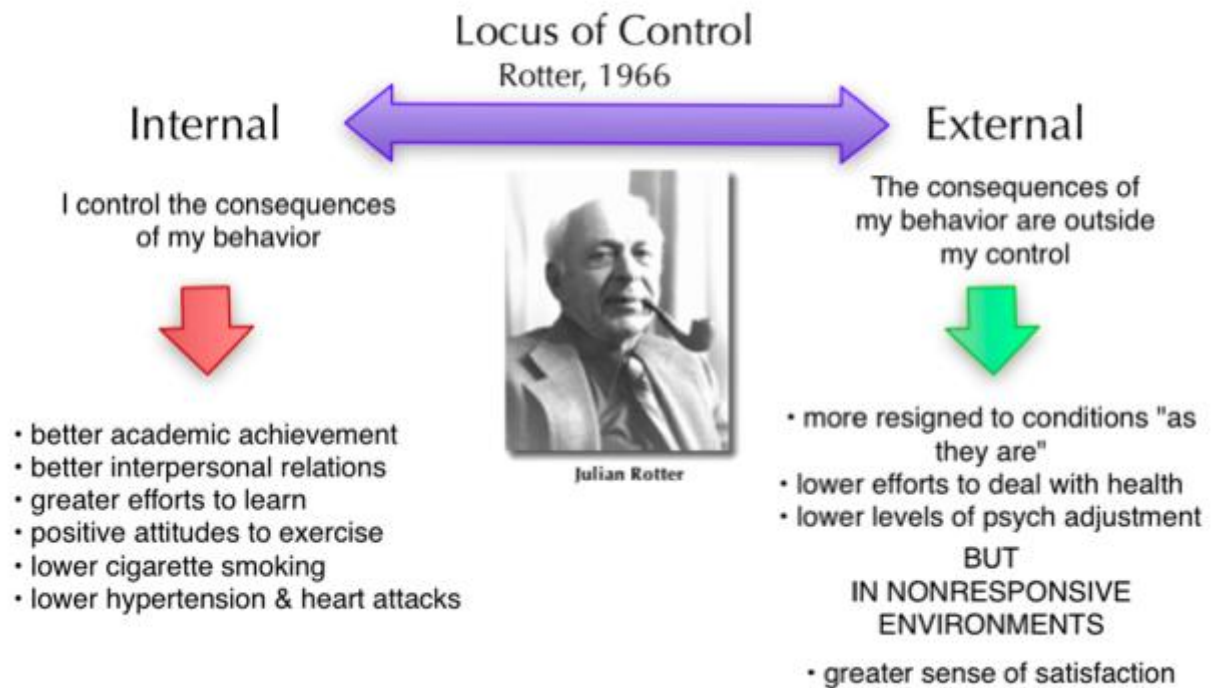 Locus of Control
Rotter, 1966
Internal
External
I control the consequences
of my behavior
The consequences of
my behavior are outside
my control
• better academic achievement
• better interpersonal relations
• greater efforts to learn
• positive attitudes to exercise
• lower cigarette smoking
• lower hypertension & heart attacks
Julian Rotter
• more resigned to conditions "as
they are"
• lower efforts to deal with health
• lower levels of psych adjustment
BUT
IN NONRESPONSIVE
ENVIRONMENTS
• greater sense of satisfaction